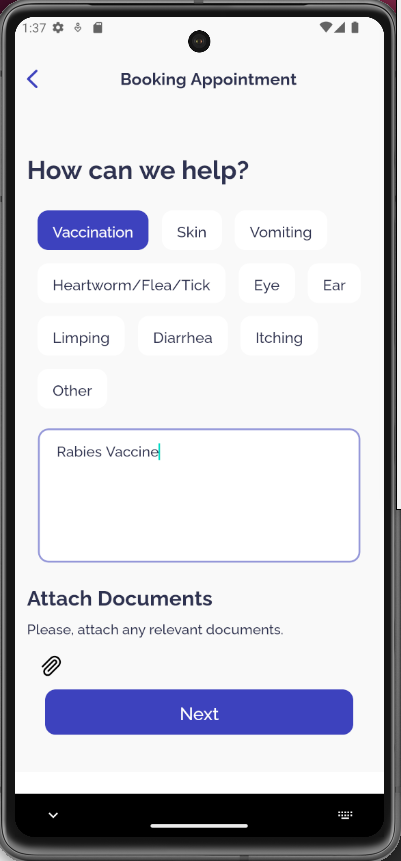 1:37
Booking Appointment
How can we help?
Vaccination Skin Vomiting
Heartworm/Flea/Tick Eye Ear
Limping Diarrhea Itching
Other
Rabies Vaccine
Attach Documents
Please, attach any relevant documents.
Next